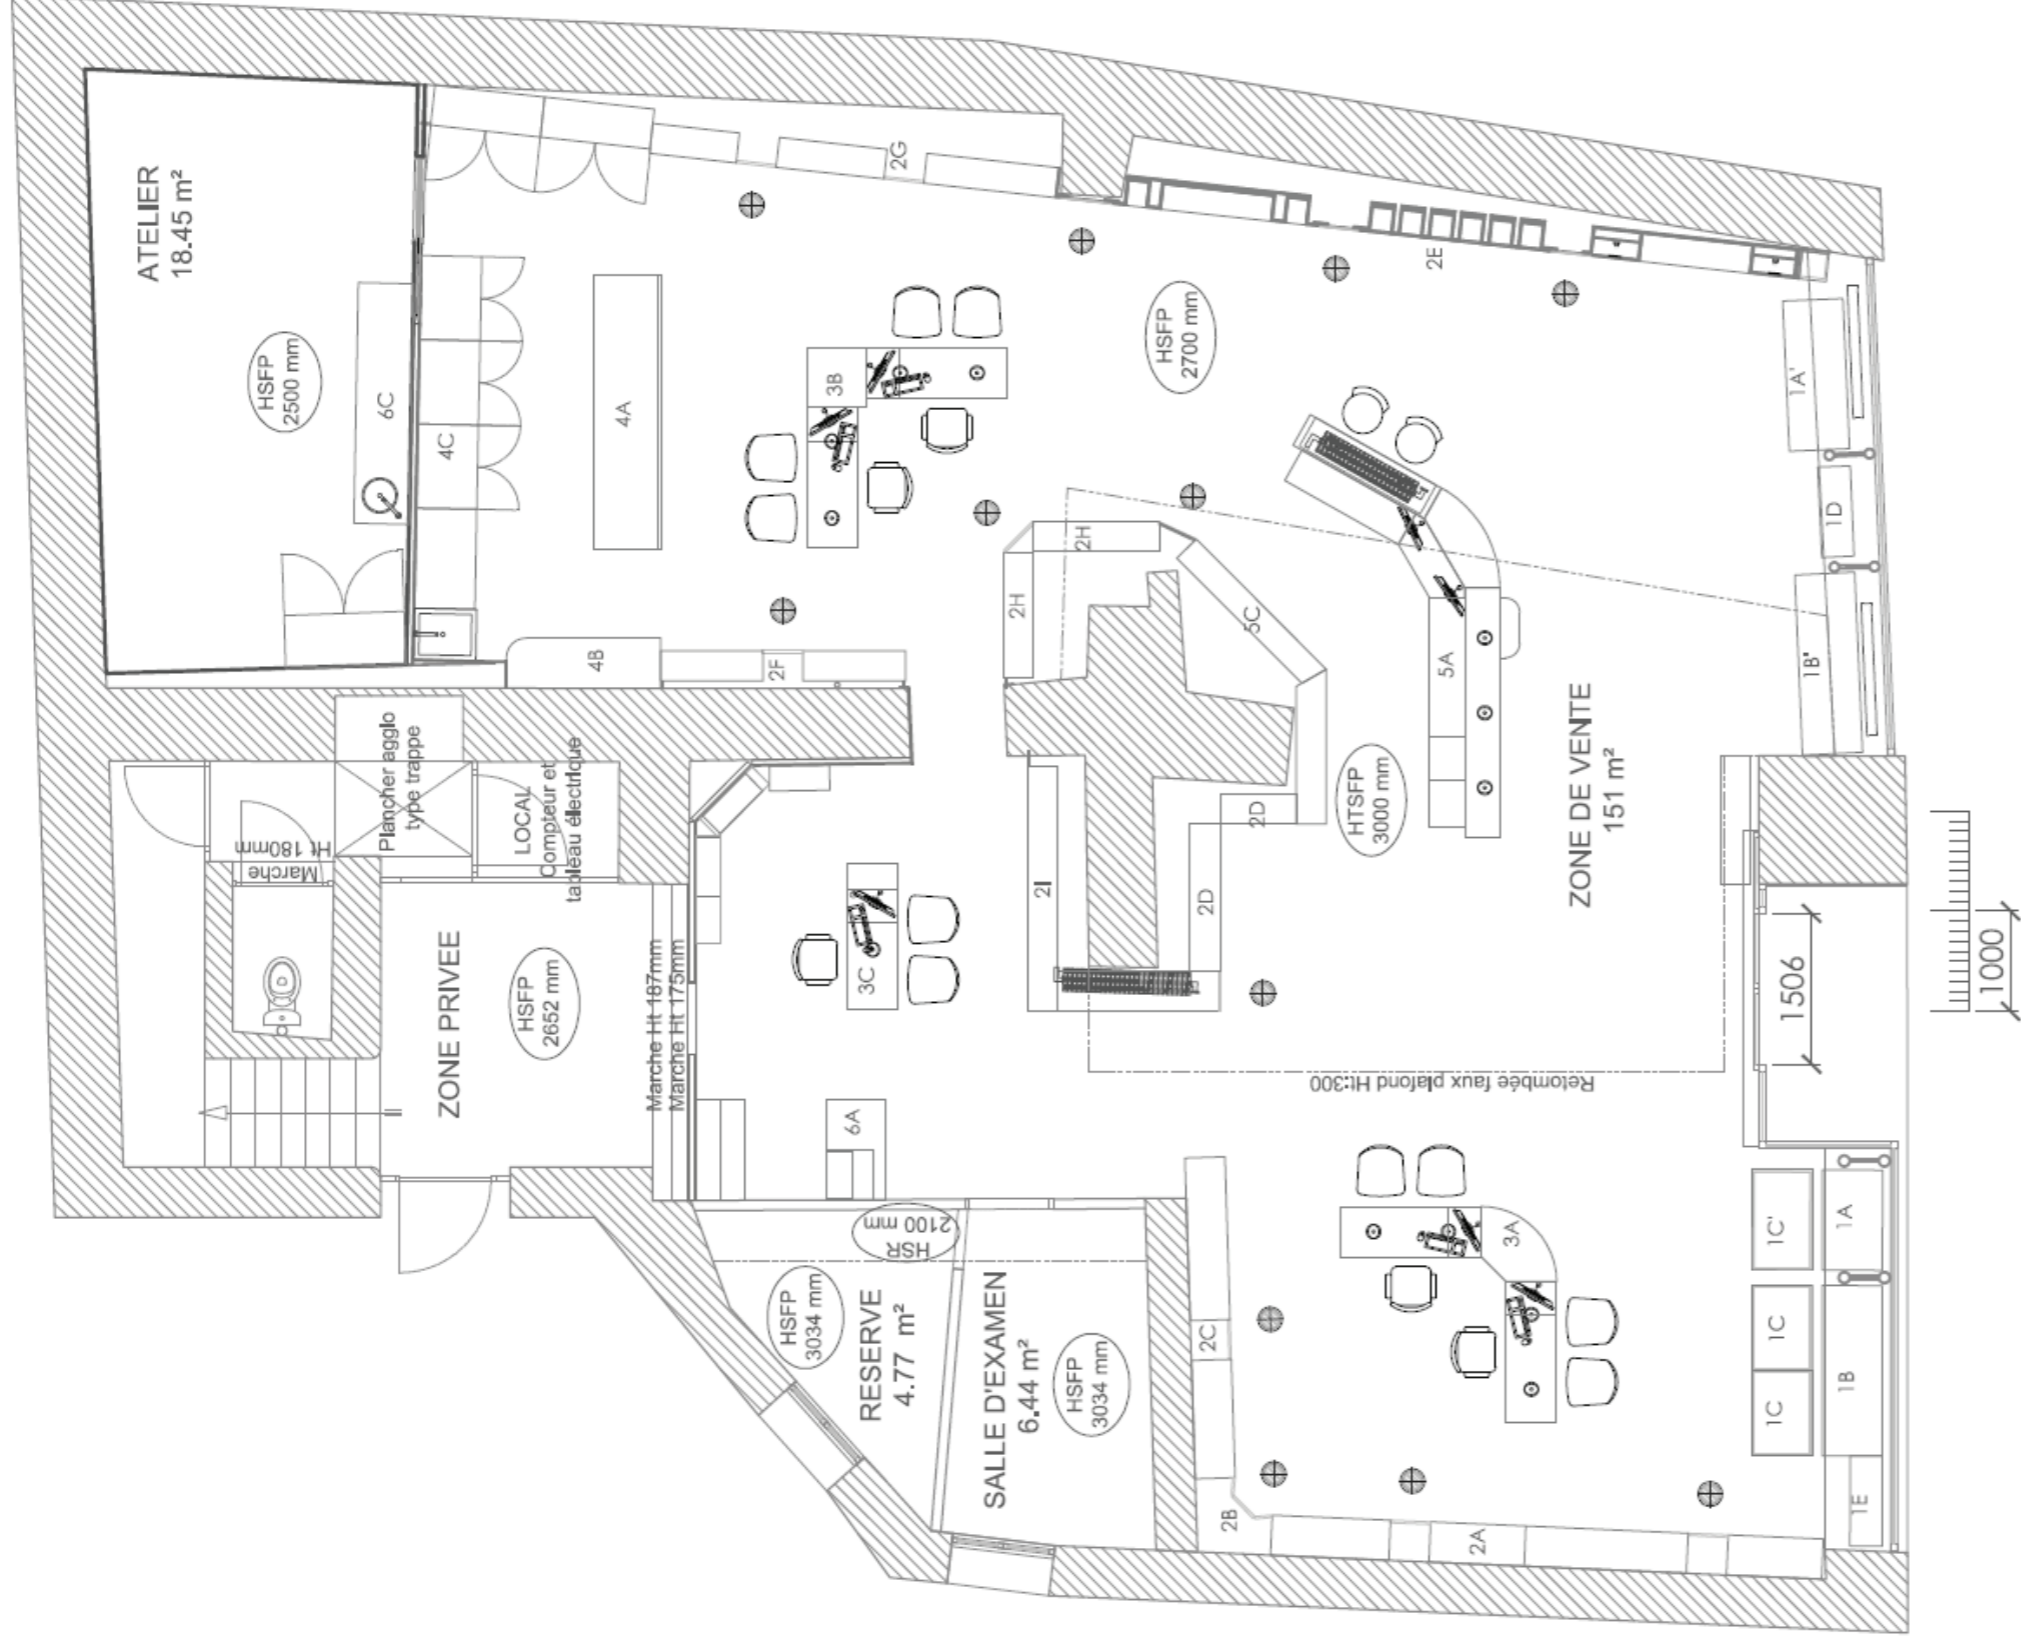 ATELIER
18.45 m²
HSFP
2500 mm
6C
4C
4A
4B
2F
2G
3B
HSFP
2700 mm
2E
2H
2H
5C
5A
1A'
1D
1B'
Plancher agglo
type trappe
LOCAL
Compteur et
tableau électrique
Marche
Ht 180mm
ZONE PRIVEE
HSFP
2652 mm
Marche Ht 187mm
Marche Ht 175mm
3C
2I
2D
2D
HTSFP
3000 mm
ZONE DE VENTE
151 m²
Retombée faux plafond Ht:300
1506
1000
6A
HSR
2100 mm
HSFP
3034 mm
RESERVE
4.77 m²
SALLE D'EXAMEN
6.44 m²
HSFP
3034 mm
2C
2B
2A
3A
1C'
1C
1C
1A
1B
1E